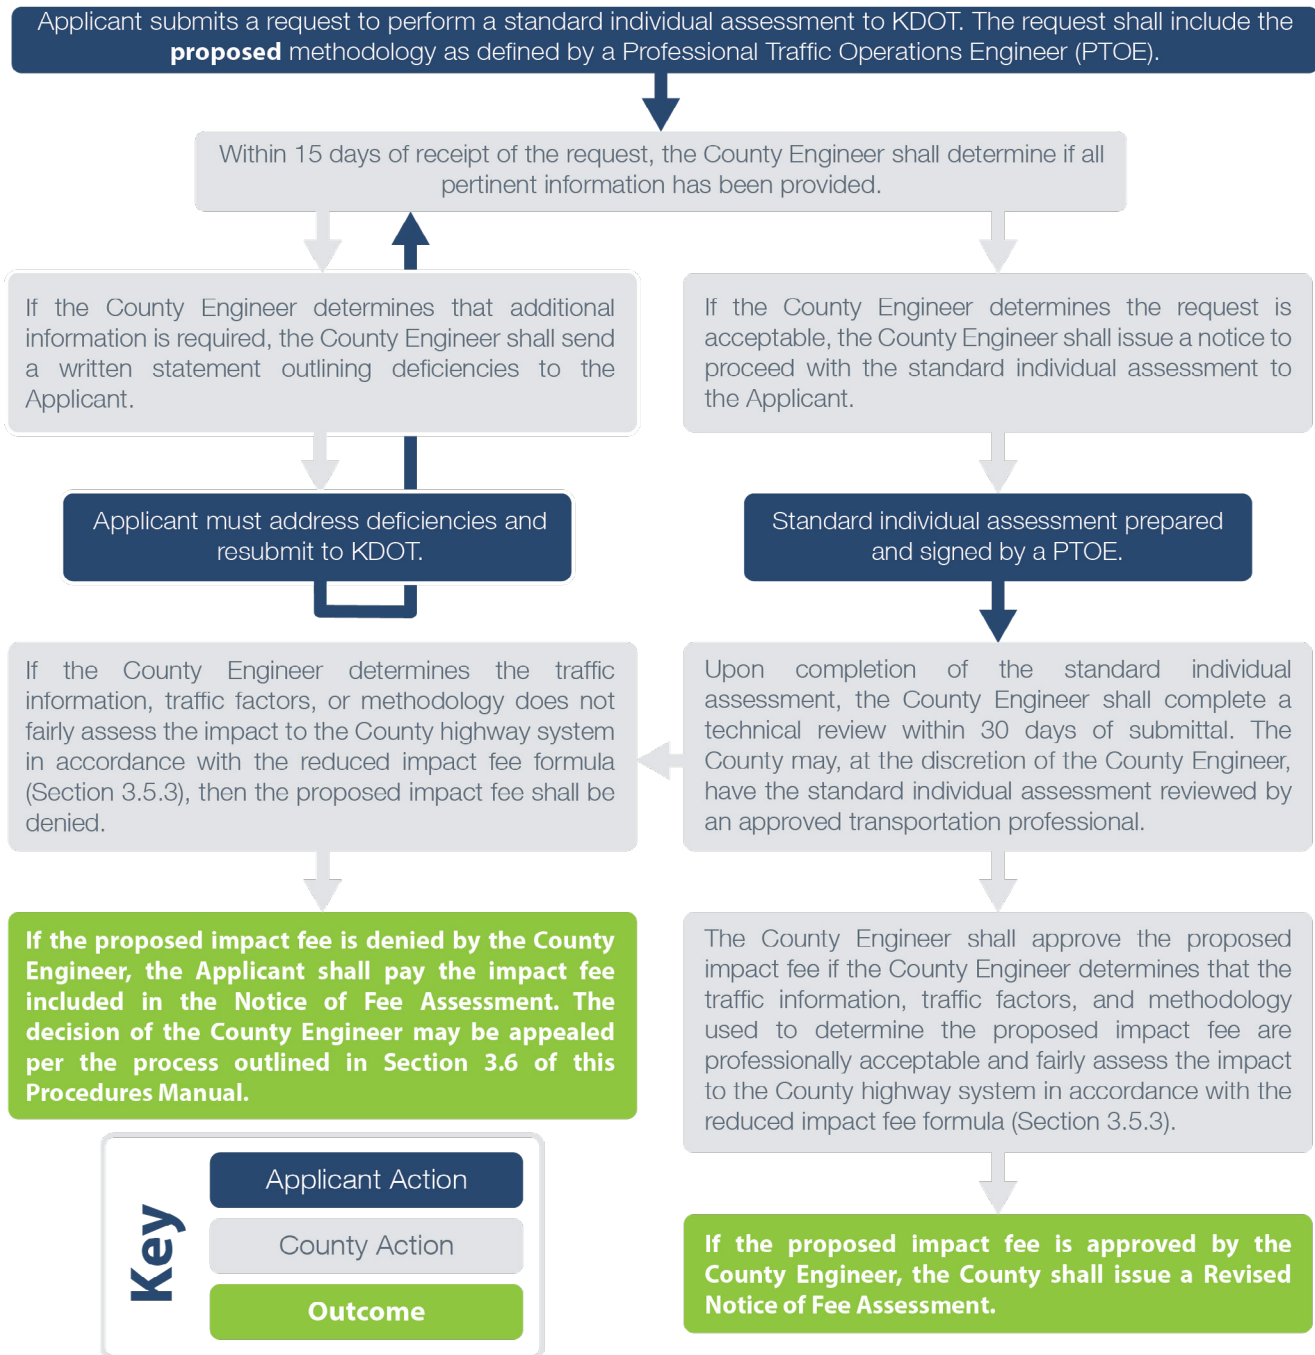 Applicant submits a request to perform a standard individual assessment to KDOT. The request shall include the
proposed methodology as defined by a Professional Traffic Operations Engineer (PTOE).
Within 15 days of receipt of the request, the County Engineer shall determine if all
pertinent information has been provided.
If the County Engineer determines that additional
information is required, the County Engineer shall send
a written statement outlining deficiencies to the
Applicant.
If the County Engineer determines the request is
acceptable, the County Engineer shall issue a notice to
proceed with the standard individual assessment to
the Applicant.
Applicant must address deficiencies and
resubmit to KDOT.
Standard individual assessment prepared
and signed by a PTOE.
If the County Engineer determines the traffic
information, traffic factors, or methodology does not
fairly assess the impact to the County highway system
in accordance with the reduced impact fee formula
(Section 3.5.3), then the proposed impact fee shall be
denied.
Upon completion of the standard individual
assessment, the County Engineer shall complete a
technical review within 30 days of submittal. The
County may, at the discretion of the County Engineer,
have the standard individual assessment reviewed by
an approved transportation professional.
If the proposed impact fee is denied by the County
Engineer, the Applicant shall pay the impact fee
included in the Notice of Fee Assessment. The
decision of the County Engineer may be appealed
per the process outlined in Section 3.6 of this
Procedures Manual.
The County Engineer shall approve the proposed
impact fee if the County Engineer determines that the
traffic information, traffic factors, and methodology
used to determine the proposed impact fee are
professionally acceptable and fairly assess the impact
to the County highway system in accordance with the
reduced impact fee formula (Section 3.5.3).
Key
Applicant Action
County Action
Outcome
If the proposed impact fee is approved by the
County Engineer, the County shall issue a Revised
Notice of Fee Assessment.